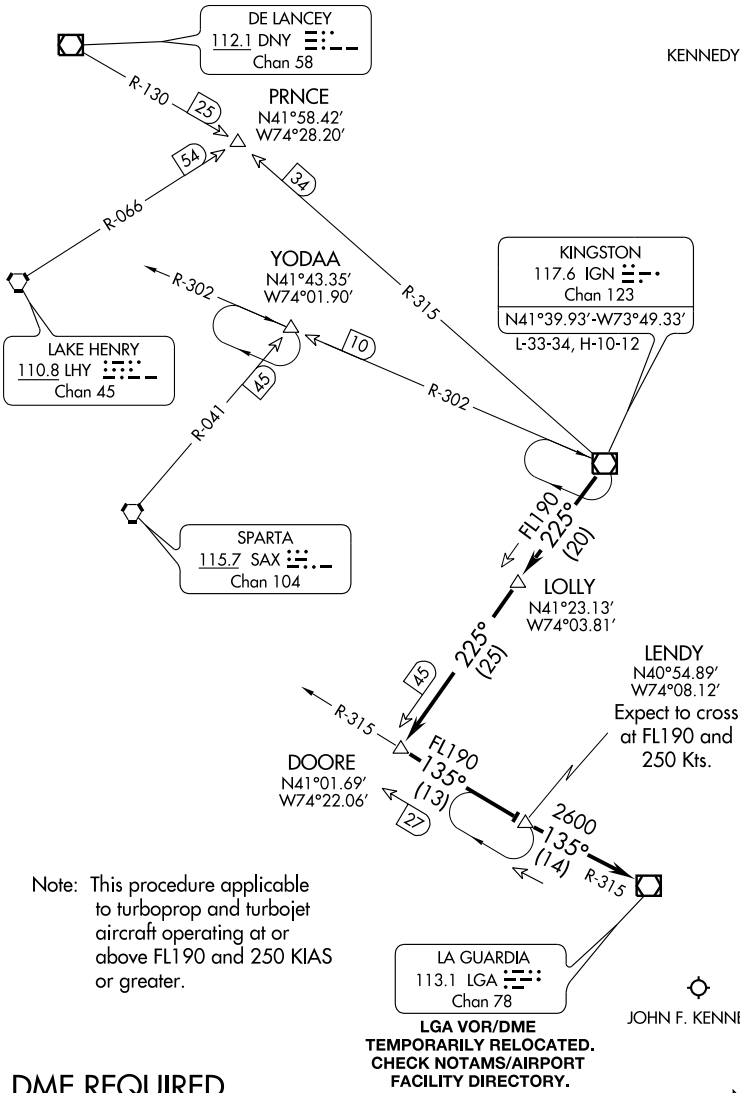 DE LANCEY
112.1 DNY
Chan 58
KENNEDY
R-130
25
PRNCE
N41°58.42'
W74°28.20'
54
R-066
34
R-315
YODAA
N41°43.35'
W74°01.90'
R-302
10
R-302
KINGSTON
117.6 IGN
Chan 123
N41°39.93'-W73°49.33'
L-33-34, H-10-12
LAKE HENRY
110.8 LHY
Chan 45
45
R-041
SPARTA
115.7 SAX
Chan 104
FL190
225°
(20)
LOLLY
N41°23.13'
W74°03.81'
225°
(25)
45
LENDY
N40°54.89'
W74°08.12'
Expect to cross
at FL190 and
250 Kts.
R-315
DOORE
N41°01.69'
W74°22.06'
FL190
135°
(13)
27
2600
135°
(14)
R-315
Note: This procedure applicable
to turboprop and turbojet
aircraft operating at or
above FL190 and 250 KIAS
or greater.
LA GUARDIA
113.1 LGA
Chan 78
LGA VOR/DME
TEMPORARILY RELOCATED.
CHECK NOTAMS/AIRPORT
FACILITY DIRECTORY.
JOHN F. KENNE
DME REQUIRED